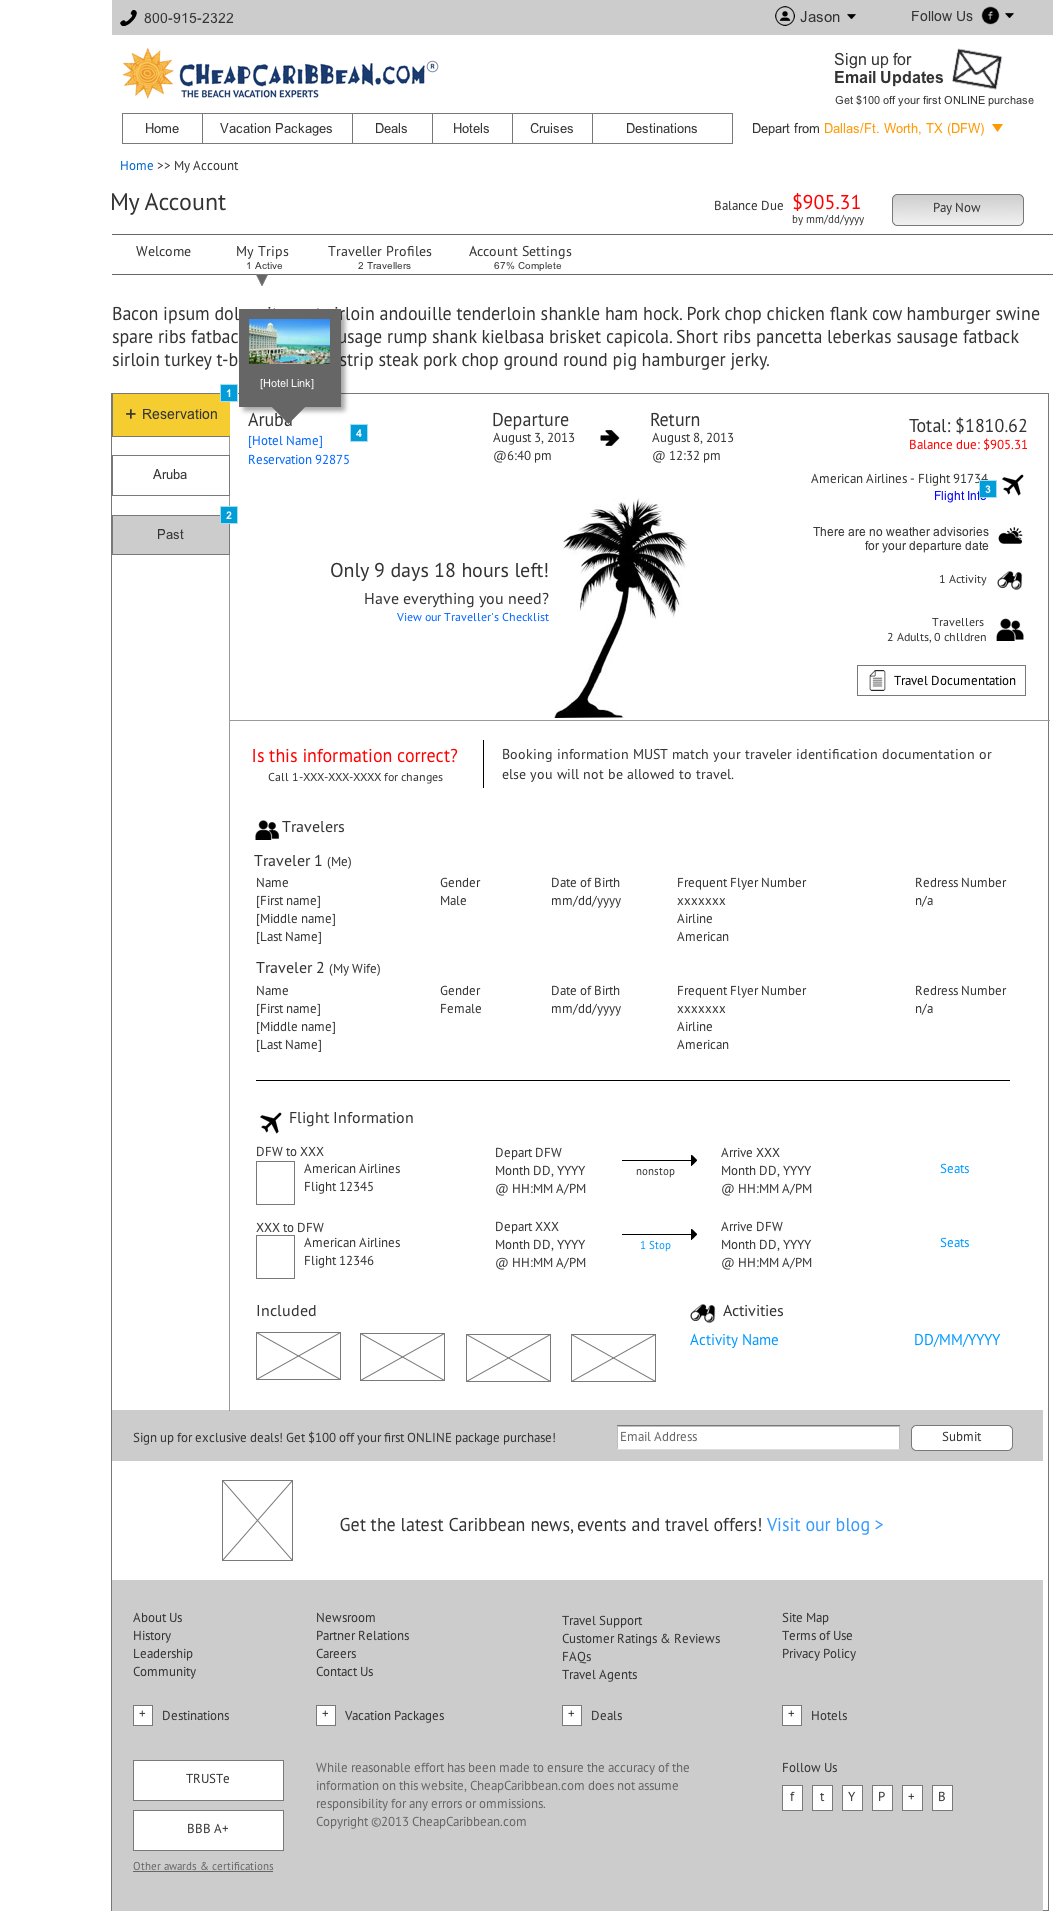 800-915-2322
Jason
Follow Us f
CHEAPCARIBBEAN.COM®
THE BEACH VACATION EXPERTS
Sign up for
Email Updates
Get $100 off your first ONLINE purchase
Home Vacation Packages Deals Hotels Cruises Destinations
Depart from Dallas/Ft. Worth, TX (DFW)
Home >> My Account
My Account
Balance Due $905.31
by mm/dd/yyyy
Pay Now
Welcome My Trips Traveller Profiles Account Settings
1 Active 2 Travellers 67% Complete
Bacon ipsum andouille tenderloin shankle ham hock. Pork chop chicken flank cow hamburger swine
spare ribs rump shank kielbasa brisket capicola. Short ribs pancetta leberkas sausage fatback
sirloin turkey strip steak pork chop ground round pig hamburger jerky.
[Hotel Link]
1
+ Reservation
Aruba
2
Past
Aruba
[Hotel Name]
Reservation 92875
4
Departure
August 3, 2013
@6:40 pm
Return
August 8, 2013
@ 12:32 pm
Total: $1810.62
Balance due: $905.31
American Airlines - Flight 91734
Flight Info
3
There are no weather advisories
for your departure date
1 Activity
Travellers
2 Adults, 0 chlldren
Travel Documentation
Only 9 days 18 hours left!
Have everything you need?
View our Traveller's Checklist
Is this information correct?
Call 1-XXX-XXX-XXXX for changes
Booking information MUST match your traveler identification documentation or
else you will not be allowed to travel.
Travelers
Traveler 1 (Me)
Name Gender Date of Birth Frequent Flyer Number Redress Number
[First name] Male mm/dd/yyyy xxxxxxx n/a
[Middle name] Airline
[Last Name] American
Traveler 2 (My Wife)
Name Gender Date of Birth Frequent Flyer Number Redress Number
[First name] Female mm/dd/yyyy xxxxxxx n/a
[Middle name] Airline
[Last Name] American
Flight Information
DFW to XXX
American Airlines
Flight 12345
Depart DFW
Month DD, YYYY
@ HH:MM A/PM
nonstop
Arrive XXX
Month DD, YYYY
@ HH:MM A/PM
Seats
XXX to DFW
American Airlines
Flight 12346
Depart XXX
Month DD, YYYY
@ HH:MM A/PM
1 Stop
Arrive DFW
Month DD, YYYY
@ HH:MM A/PM
Seats
Included
Activities
Activity Name DD/MM/YYYY
Sign up for exclusive deals! Get $100 off your first ONLINE package purchase!
Email Address
Submit
Get the latest Caribbean news, events and travel offers! Visit our blog >
About Us
History
Leadership
Community
Newsroom
Partner Relations
Careers
Contact Us
Travel Support
Customer Ratings & Reviews
FAQs
Travel Agents
Site Map
Terms of Use
Privacy Policy
+ Destinations
+ Vacation Packages
+ Deals
+ Hotels
TRUSTe
BBB A+
Other awards & certifications
While reasonable effort has been made to ensure the accuracy of the
information on this website, CheapCaribbean.com does not assume
responsibility for any errors or ommissions.
Copyright ©2013 CheapCaribbean.com
Follow Us
f t Y P + B